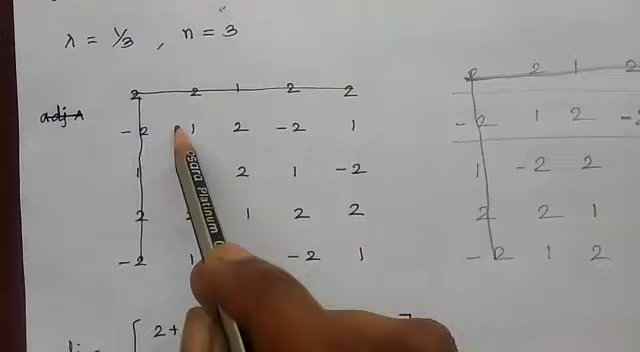 λ = 1/3 , n = 3
2 2 1 2 2
2 2 1 2
adj A
-2 1 2 -2 1
-2 1 2 -2
1 2 1 -2
1 -2 2
2 1 2 2
2 2 1
-2 1 -2 1
-2 1 2
osara Platinum
2 +